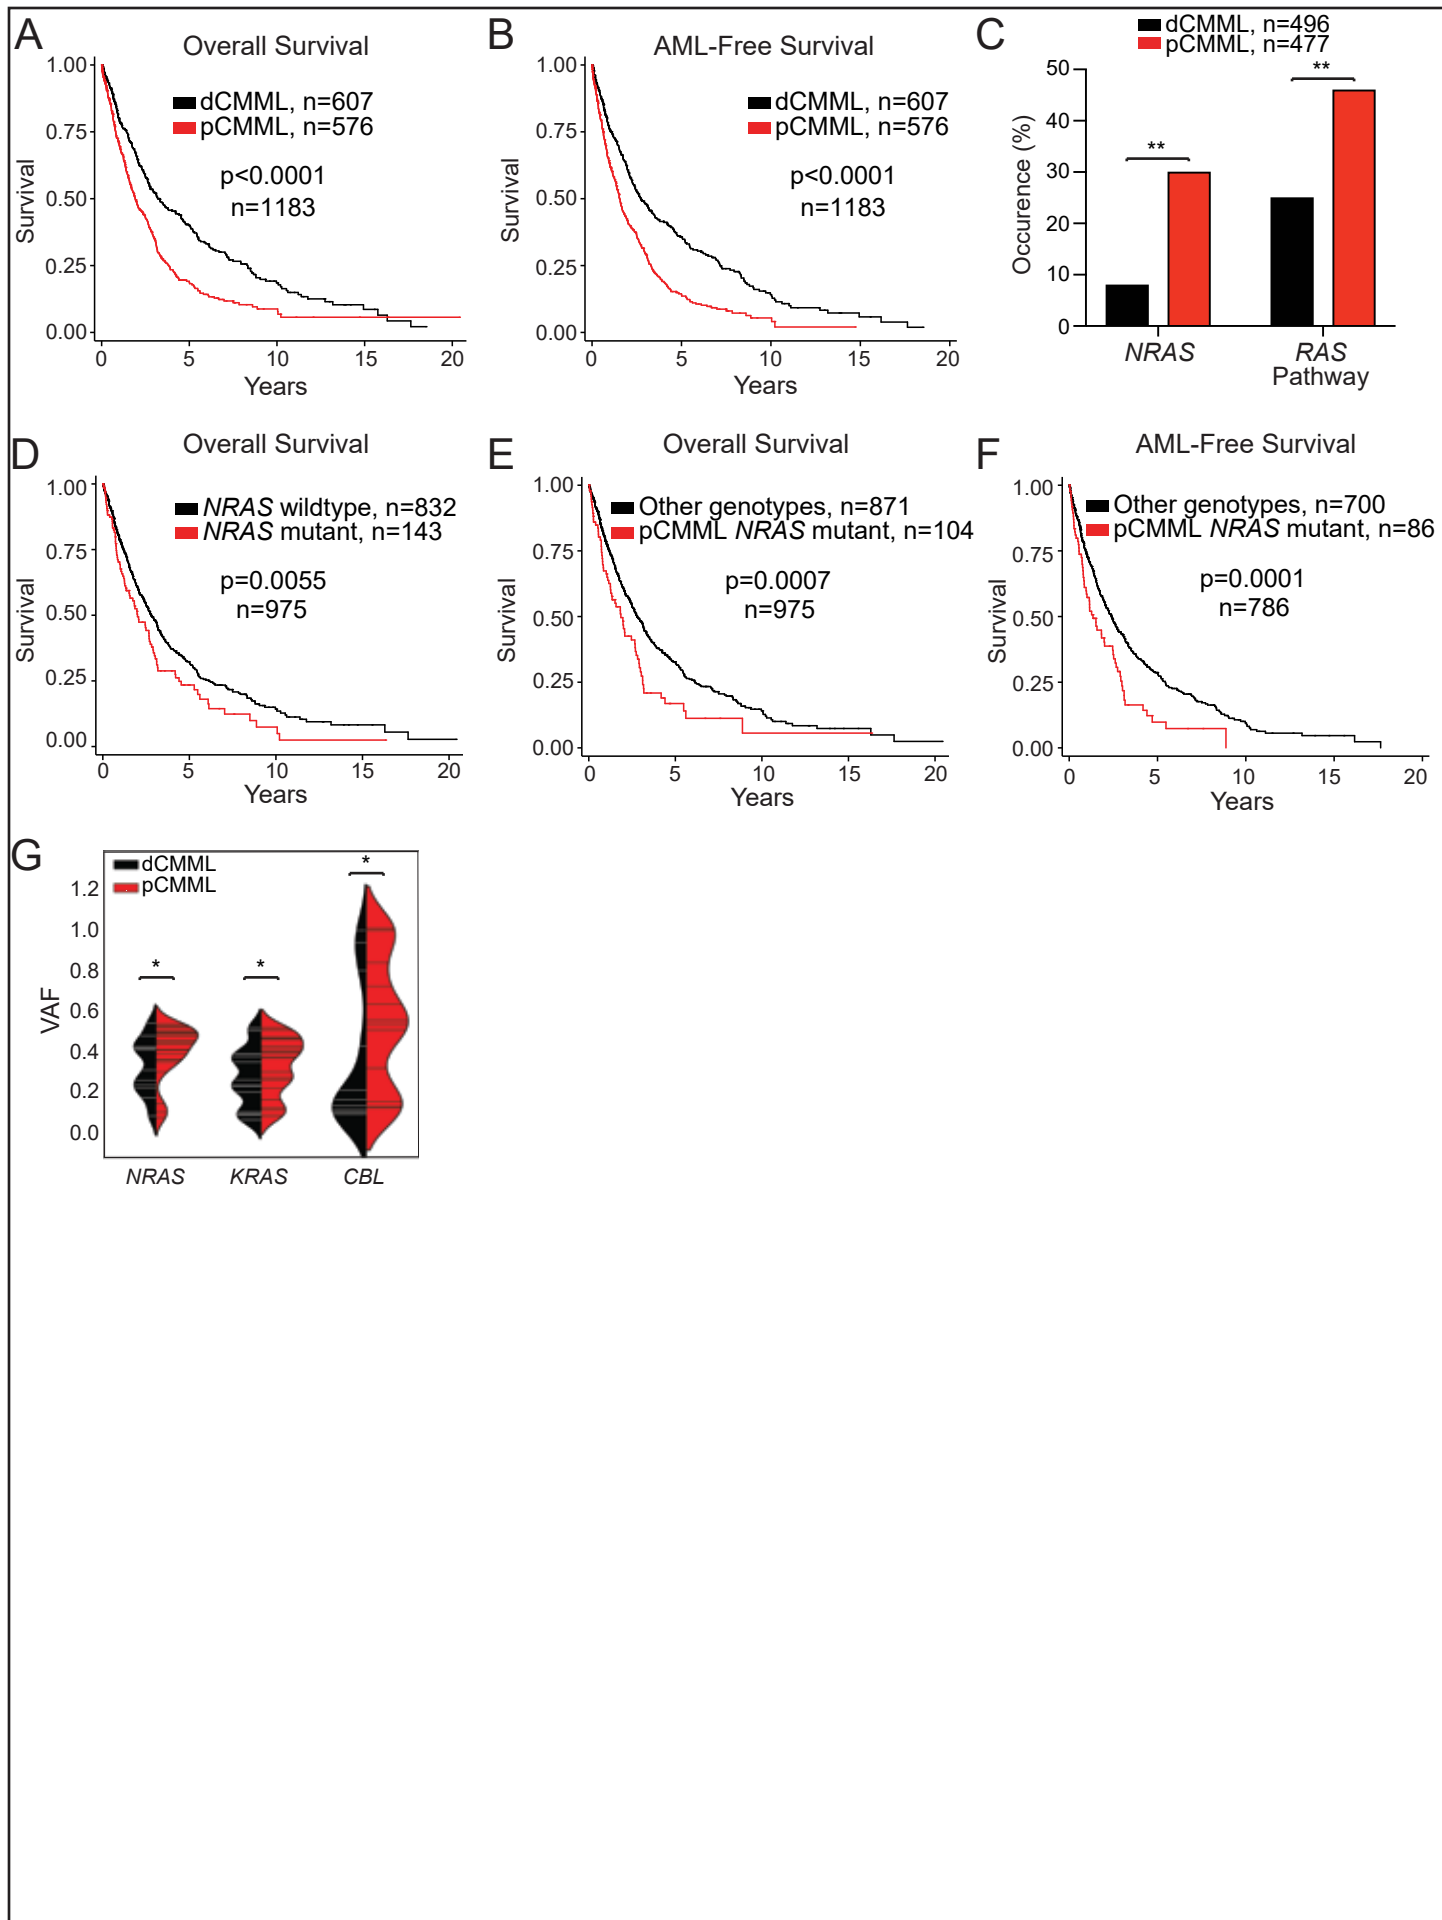 A
Overall Survival
1.00
0.75
0.50
0.25
0.00
Survival
dCMML, n=607
pCMML, n=576
p<0.0001
n=1183
0 5 10 15 20
Years
B
AML-Free Survival
1.00
0.75
0.50
0.25
0.00
Survival
dCMML, n=607
pCMML, n=576
p<0.0001
n=1183
0 5 10 15 20
Years
C
dCMML, n=496
pCMML, n=477
50
40
30
20
10
0
Occurence (%)
**
**
NRAS
RAS
Pathway
D
Overall Survival
1.00
0.75
0.50
0.25
0.00
Survival
NRAS wildtype, n=832
NRAS mutant, n=143
p=0.0055
n=975
0 5 10 15 20
Years
E
Overall Survival
1.00
0.75
0.50
0.25
0.00
Survival
Other genotypes, n=871
pCMML NRAS mutant, n=104
p=0.0007
n=975
0 5 10 15 20
Years
F
AML-Free Survival
1.00
0.75
0.50
0.25
0.00
Survival
Other genotypes, n=700
pCMML NRAS mutant, n=86
p=0.0001
n=786
0 5 10 15 20
Years
G
dCMML
pCMML
1.2
1.0
0.8
0.6
0.4
0.2
0.0
VAF
*
*
*
NRAS
KRAS
CBL